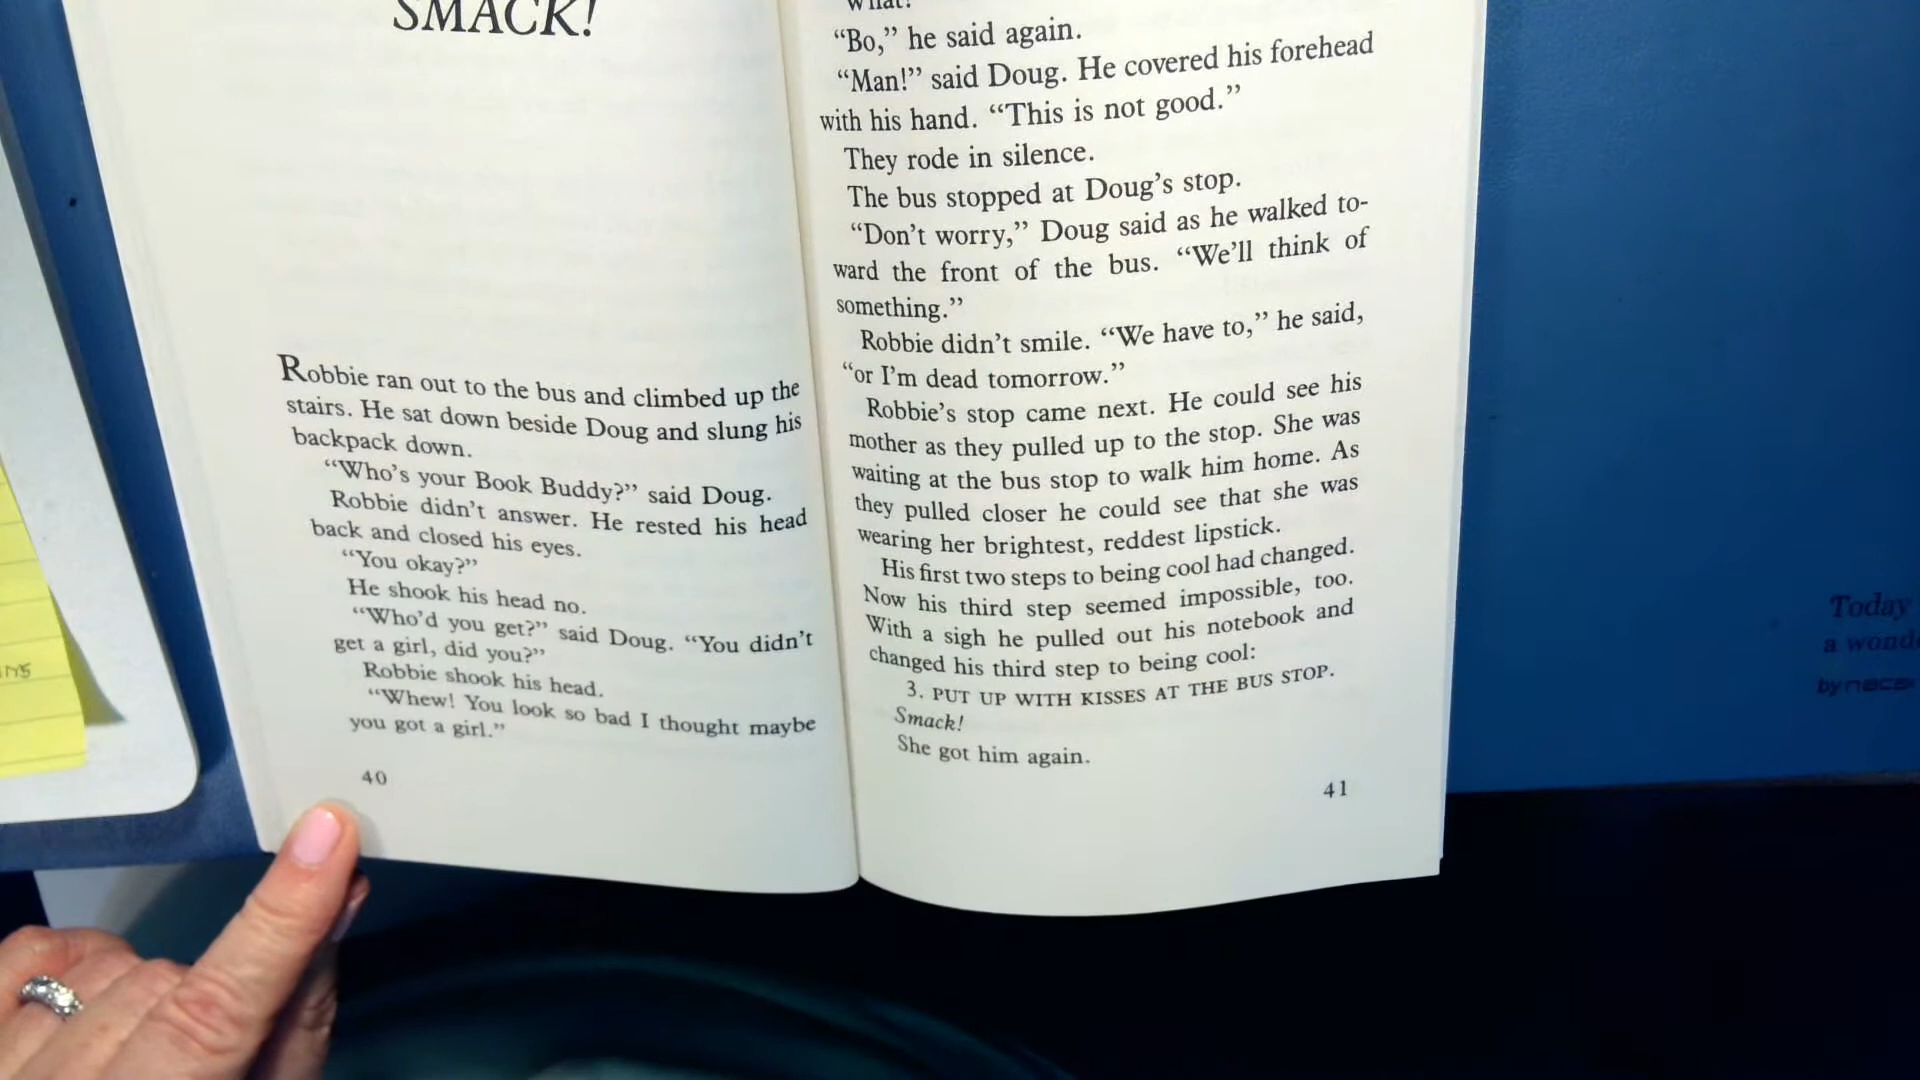 SMACK!
Robbie ran out to the bus and climbed up the
stairs. He sat down beside Doug and slung his
backpack down.
“Who’s your Book Buddy?” said Doug.
Robbie didn’t answer. He rested his head
back and closed his eyes.
“You okay?”
He shook his head no.
“Who’d you get?” said Doug. “You didn’t
get a girl, did you?”
Robbie shook his head.
“Whew! You look so bad I thought maybe
you got a girl.”
40
“Bo,” he said again.
“Man!” said Doug. He covered his forehead
with his hand. “This is not good.”
They rode in silence.
The bus stopped at Doug’s stop.
“Don’t worry,” Doug said as he walked to-
ward the front of the bus. “We’ll think of
something.”
Robbie didn’t smile. “We have to,” he said,
“or I’m dead tomorrow.”
Robbie’s stop came next. He could see his
mother as they pulled up to the stop. She was
waiting at the bus stop to walk him home. As
they pulled closer he could see that she was
wearing her brightest, reddest lipstick.
His first two steps to being cool had changed.
Now his third step seemed impossible, too.
With a sigh he pulled out his notebook and
changed his third step to being cool:
3. PUT UP WITH KISSES AT THE BUS STOP.
Smack!
She got him again.
41
Today
a
by